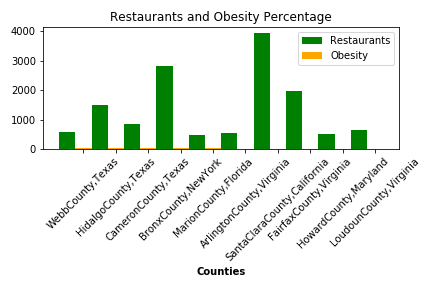 Restaurants and Obesity Percentage
4000
3000
2000
1000
0
Restaurants
Obesity
WebbCounty,Texas
HidalgoCounty,Texas
CameronCounty,Texas
BronxCounty,NewYork
MarionCounty,Florida
ArlingtonCounty,Virginia
SantaClaraCounty,California
FairfaxCounty,Virginia
HowardCounty,Maryland
LoudounCounty,Virginia
Counties